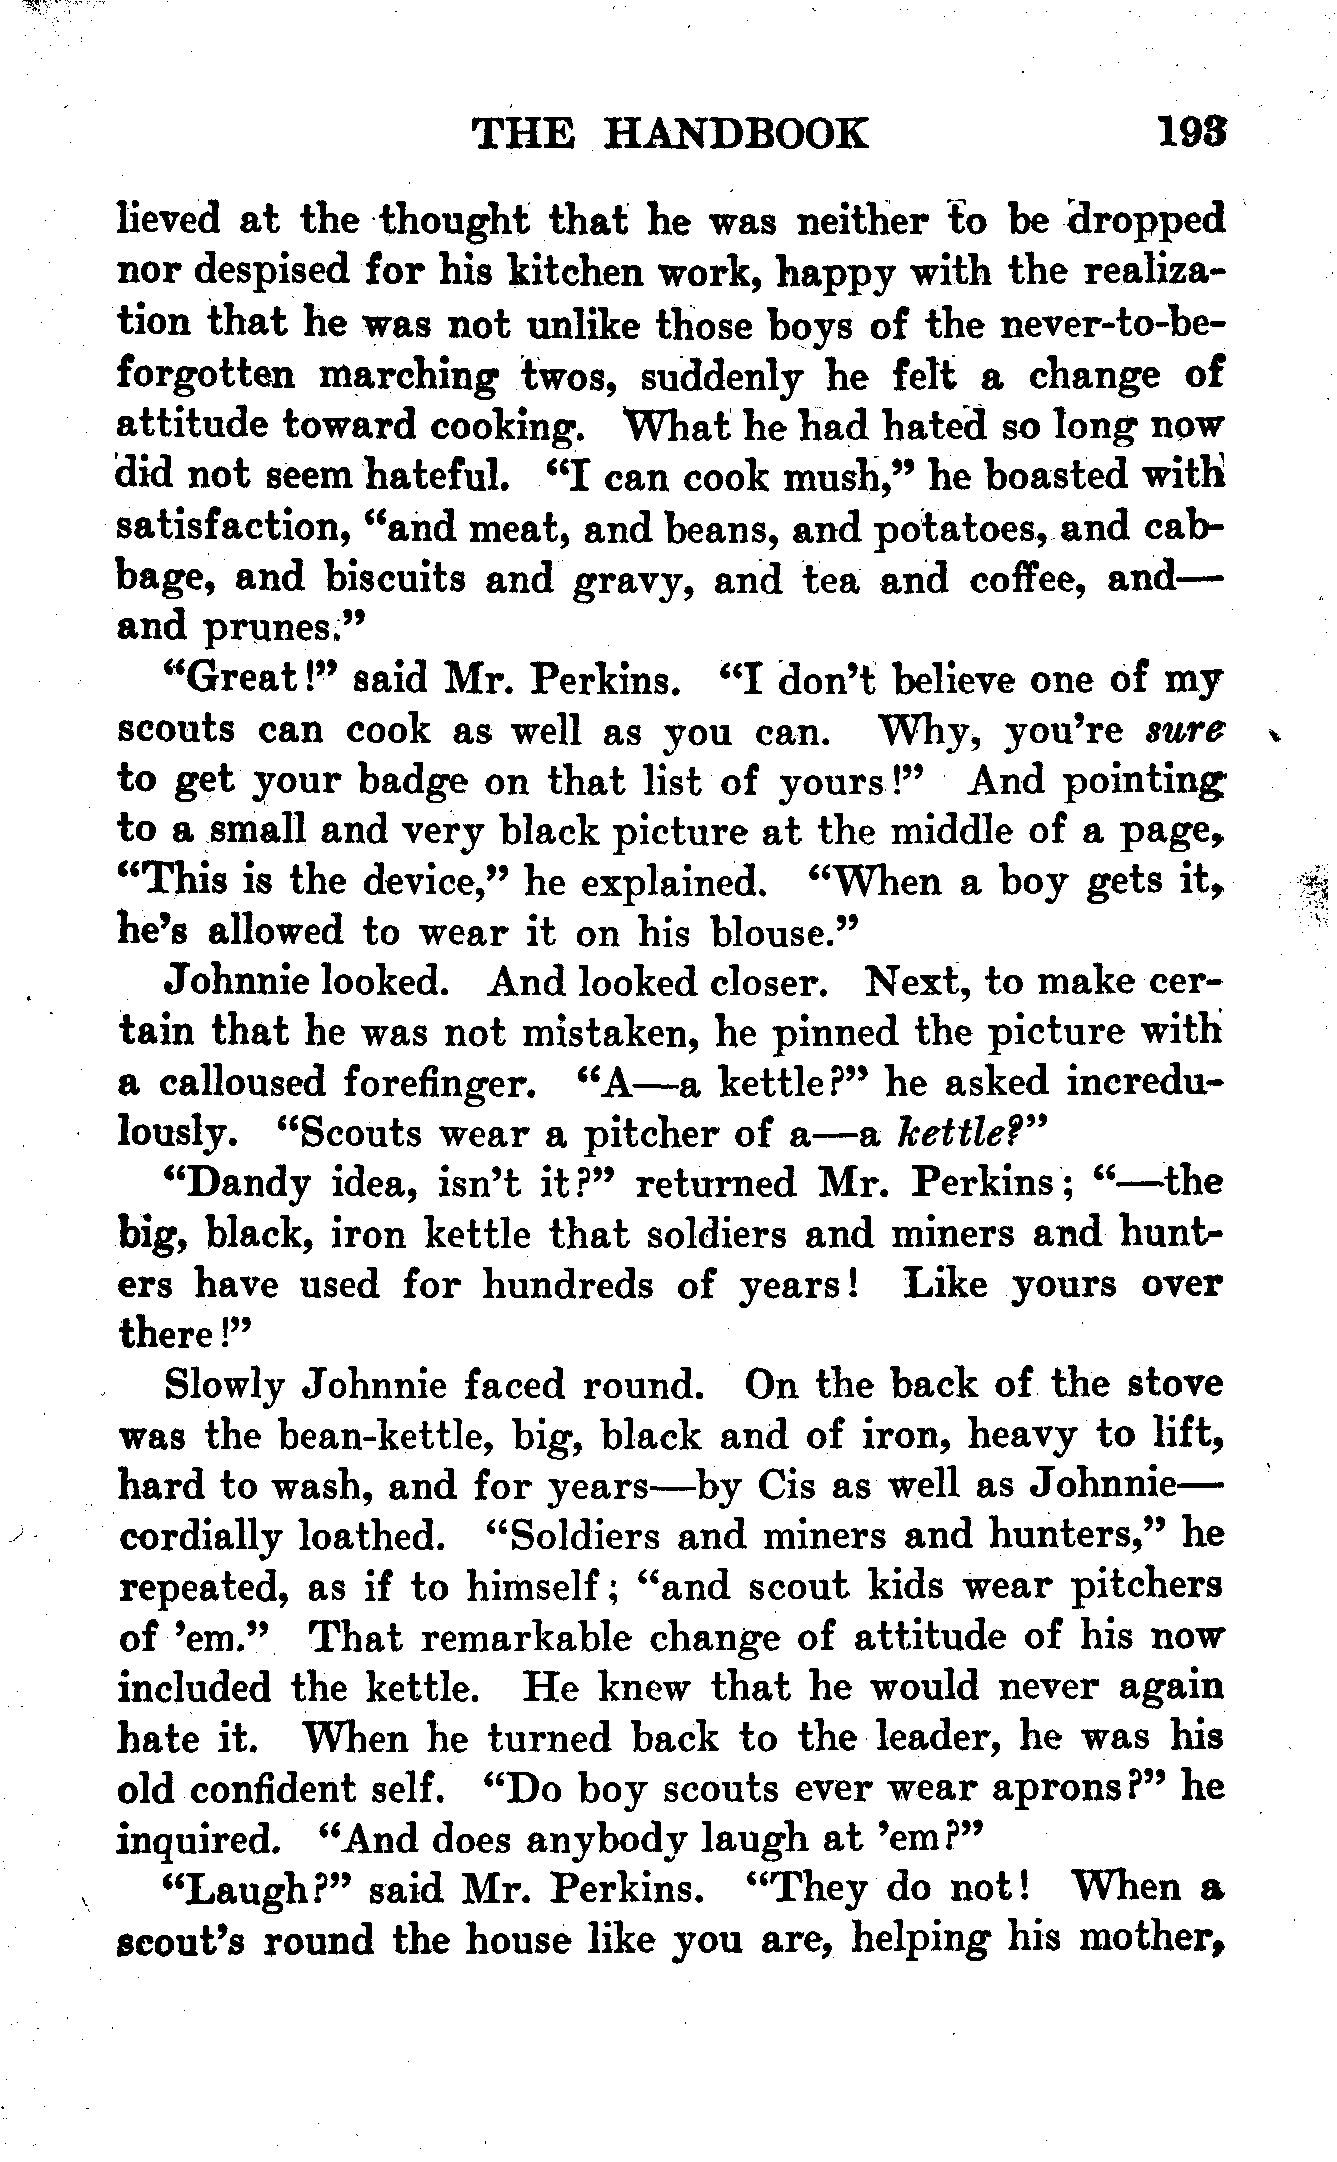 THE HANDBOOK 193
lieved at the thought that he was neither to be dropped
nor despised for his kitchen work, happy with the realiza-
tion that he was not unlike those boys of the never-to-be-
forgotten marching twos, suddenly he felt a change of
attitude toward cooking. What he had hated so long now
did not seem hateful. "I can cook mush," he boasted with
satisfaction, "and meat, and beans, and potatoes, and cab-
bage, and biscuits and gravy, and tea and coffee, and—
and prunes."
"Great!" said Mr. Perkins. "I don't believe one of my
scouts can cook as well as you can. Why, you're sure
to get your badge on that list of yours!" And pointing
to a small and very black picture at the middle of a page,
"This is the device," he explained. "When a boy gets it,
he's allowed to wear it on his blouse."
Johnnie looked. And looked closer. Next, to make cer-
tain that he was not mistaken, he pinned the picture with
a calloused forefinger. "A—a kettle?" he asked incredu-
lously. "Scouts wear a pitcher of a—a kettle?"
"Dandy idea, isn't it?" returned Mr. Perkins; "—the
big, black, iron kettle that soldiers and miners and hunt-
ers have used for hundreds of years! Like yours over
there!"
Slowly Johnnie faced round. On the back of the stove
was the bean-kettle, big, black and of iron, heavy to lift,
hard to wash, and for years—by Cis as well as Johnnie—
cordially loathed. "Soldiers and miners and hunters," he
repeated, as if to himself; "and scout kids wear pitchers
of 'em." That remarkable change of attitude of his now
included the kettle. He knew that he would never again
hate it. When he turned back to the leader, he was his
old confident self. "Do boy scouts ever wear aprons?" he
inquired. "And does anybody laugh at 'em?"
"Laugh?" said Mr. Perkins. "They do not! When a
scout's round the house like you are, helping his mother,